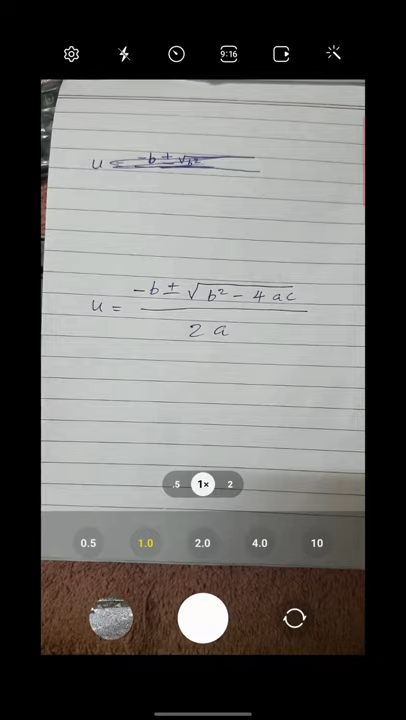 9:16
u = -b ± √b²
u = -b ± √b² - 4ac
2a
.5 1× 2
0.5 1.0 2.0 4.0 10